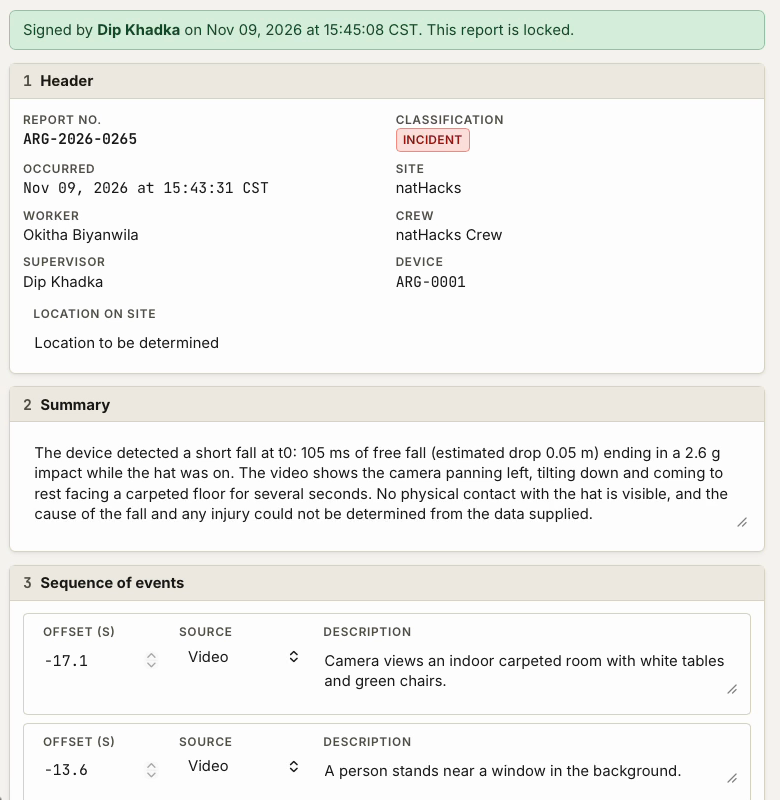 Signed by Dip Khadka on Nov 09, 2026 at 15:45:08 CST. This report is locked.
1 Header
REPORT NO.
ARG-2026-0265
CLASSIFICATION
INCIDENT
OCCURRED
Nov 09, 2026 at 15:43:31 CST
SITE
natHacks
WORKER
Okitha Biyanwila
CREW
natHacks Crew
SUPERVISOR
Dip Khadka
DEVICE
ARG-0001
LOCATION ON SITE
Location to be determined
2 Summary
The device detected a short fall at t0: 105 ms of free fall (estimated drop 0.05 m) ending in a 2.6 g
impact while the hat was on. The video shows the camera panning left, tilting down and coming to
rest facing a carpeted floor for several seconds. No physical contact with the hat is visible, and the
cause of the fall and any injury could not be determined from the data supplied.
3 Sequence of events
OFFSET (S) SOURCE DESCRIPTION
-17.1 Video Camera views an indoor carpeted room with white tables
and green chairs.
OFFSET (S) SOURCE DESCRIPTION
-13.6 Video A person stands near a window in the background.